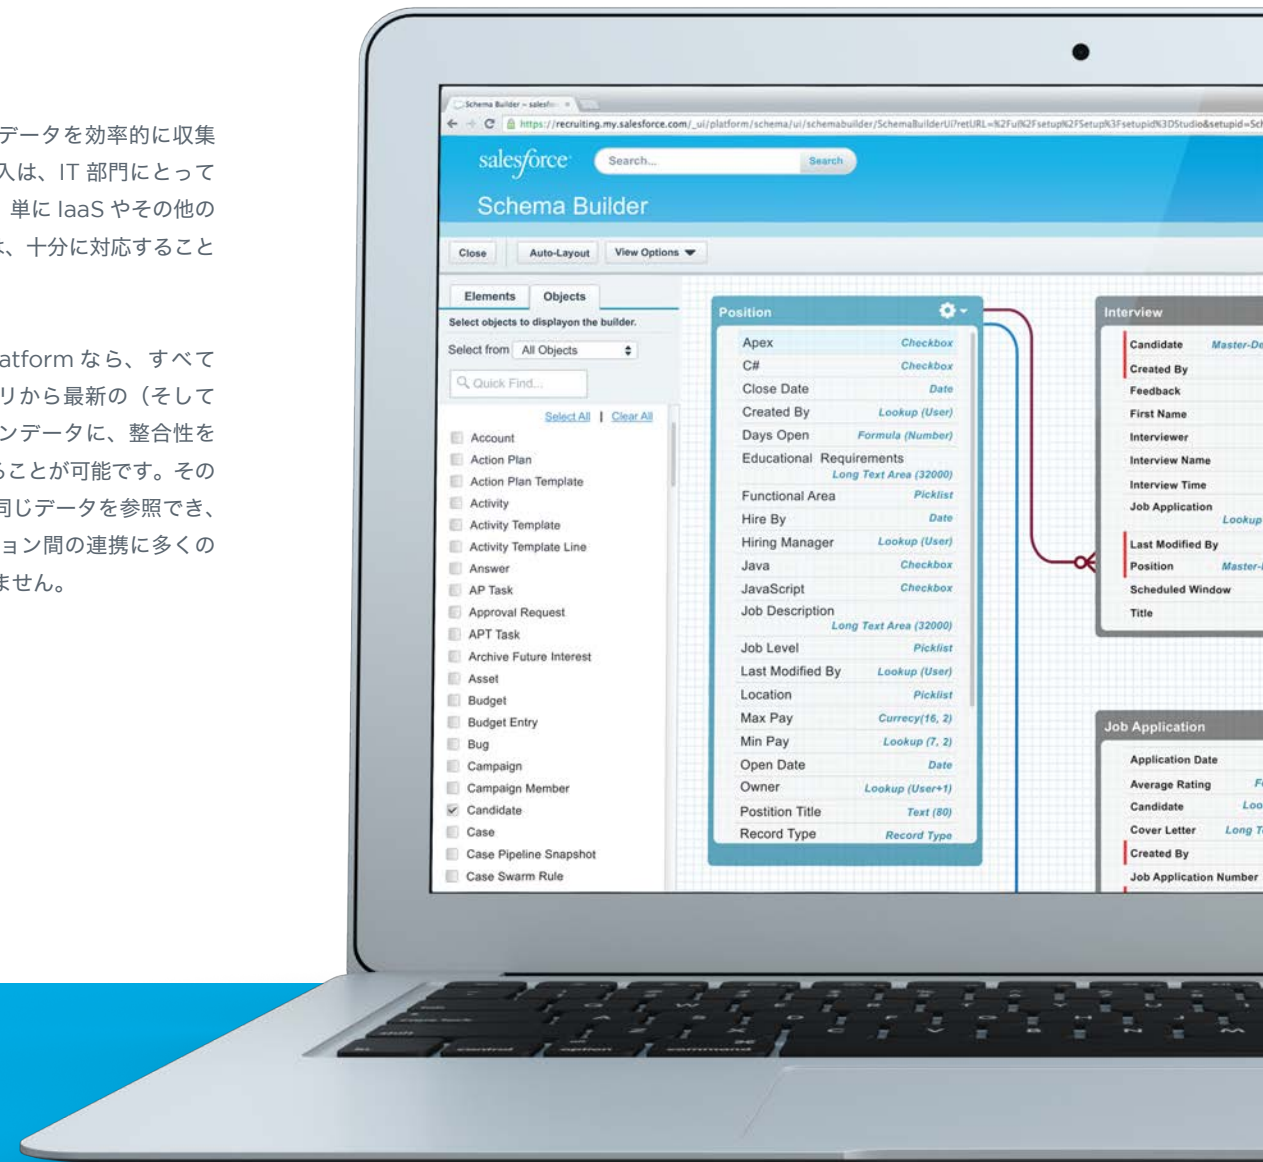 データを効率的に収集
入は、IT 部門にとって
単に IaaS やその他の
、十分に対応すること
atform なら、すべて
リから最新の（そして
ンデータに、整合性を
ことが可能です。その
同じデータを参照でき、
ョン間の連携に多くの
ません。
Schema Builder ~ salesfo
https://recruiting.my.salesforce.com/_ui/platform/schema/ui/schemabuilder/SchemaBuilderUi?retURL=%2Fui%2Fsetup%2FSetup%3Fsetupid%3DStudio&setupid=Sch
salesforce
Search...
Search
Schema Builder
Close
Auto-Layout
View Options
Elements
Objects
Select objects to displayon the builder.
Select from
All Objects
Quick Find...
Select All | Clear All
Account
Action Plan
Action Plan Template
Activity
Activity Template
Activity Template Line
Answer
AP Task
Approval Request
APT Task
Archive Future Interest
Asset
Budget
Budget Entry
Bug
Campaign
Campaign Member
Candidate
Case
Case Pipeline Snapshot
Case Swarm Rule
Position
Apex Checkbox
C# Checkbox
Close Date Date
Created By Lookup (User)
Days Open Formula (Number)
Educational Requirements
Long Text Area (32000)
Functional Area Picklist
Hire By Date
Hiring Manager Lookup (User)
Java Checkbox
JavaScript Checkbox
Job Description
Long Text Area (32000)
Job Level Picklist
Last Modified By Lookup (User)
Location Picklist
Max Pay Currecy(16, 2)
Min Pay Lookup (7, 2)
Open Date Date
Owner Lookup (User+1)
Postition Title Text (80)
Record Type Record Type
Interview
Candidate Master-De
Created By
Feedback
First Name
Interviewer
Interview Name
Interview Time
Job Application
Lookup
Last Modified By
Position Master-
Scheduled Window
Title
Job Application
Application Date
Average Rating F
Candidate Loo
Cover Letter Long T
Created By
Job Application Number
control
option
command